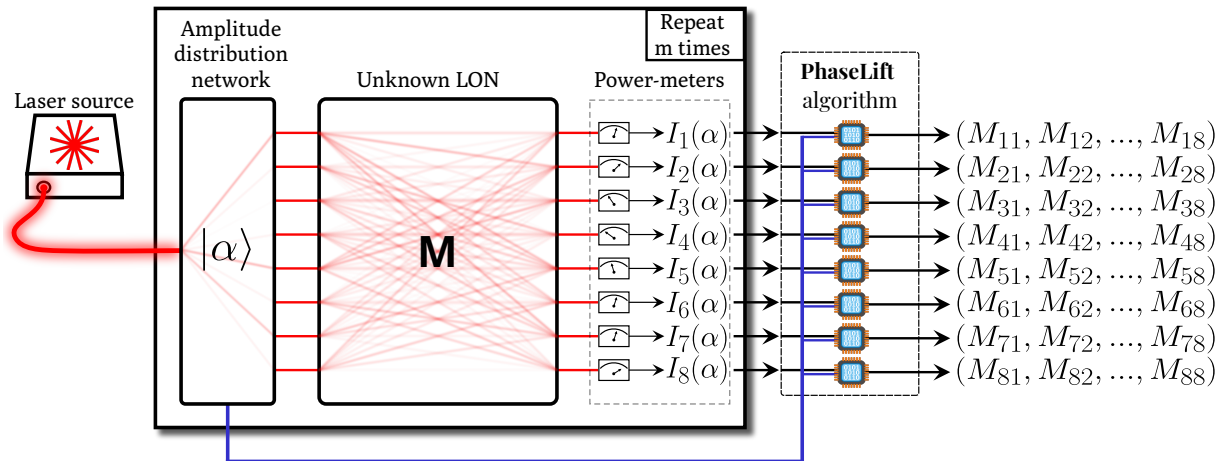 Amplitude
distribution
network
Repeat
m times
Laser source
Unknown LON
Power-meters
PhaseLift
algorithm
|α⟩
M
I₁(α)
I₂(α)
I₃(α)
I₄(α)
I₅(α)
I₆(α)
I₇(α)
I₈(α)
(M₁₁, M₁₂, ..., M₁₈)
(M₂₁, M₂₂, ..., M₂₈)
(M₃₁, M₃₂, ..., M₃₈)
(M₄₁, M₄₂, ..., M₄₈)
(M₅₁, M₅₂, ..., M₅₈)
(M₆₁, M₆₂, ..., M₆₈)
(M₇₁, M₇₂, ..., M₇₈)
(M₈₁, M₈₂, ..., M₈₈)